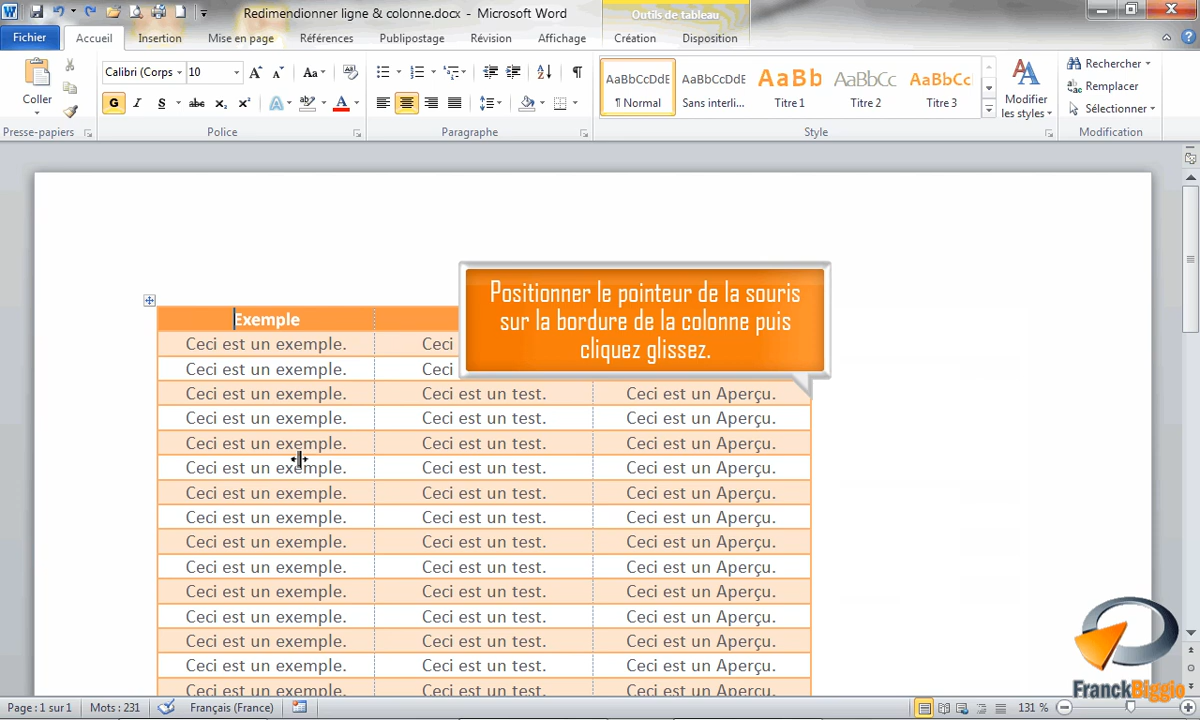 Redimendionner ligne & colonne.docx - Microsoft Word
Outils de tableau
Fichier
Accueil
Insertion
Mise en page
Références
Publipostage
Révision
Affichage
Création
Disposition
Coller
Presse-papiers
Calibri (Corps
10
G I S abc x₂ x²
Police
Paragraphe
AaBbCcDdE
¶ Normal
AaBbCcDdE
Sans interli...
AaBb
Titre 1
AaBbCc
Titre 2
AaBbCc
Titre 3
Style
Modifier
les styles
Rechercher
Remplacer
Sélectionner
Modification
Positionner le pointeur de la souris
sur la bordure de la colonne puis
cliquez glissez.
Exemple
Ceci est un exemple. Ceci
Ceci est un exemple. Ceci
Ceci est un exemple. Ceci est un test. Ceci est un Aperçu.
Ceci est un exemple. Ceci est un test. Ceci est un Aperçu.
Ceci est un exemple. Ceci est un test. Ceci est un Aperçu.
Ceci est un exemple. Ceci est un test. Ceci est un Aperçu.
Ceci est un exemple. Ceci est un test. Ceci est un Aperçu.
Ceci est un exemple. Ceci est un test. Ceci est un Aperçu.
Ceci est un exemple. Ceci est un test. Ceci est un Aperçu.
Ceci est un exemple. Ceci est un test. Ceci est un Aperçu.
Ceci est un exemple. Ceci est un test. Ceci est un Aperçu.
Ceci est un exemple. Ceci est un test. Ceci est un Aperçu.
Ceci est un exemple. Ceci est un test. Ceci est un Aperçu.
Ceci est un exemple. Ceci est un test. Ceci est un Aperçu.
Ceci est un exemple. Ceci est un test. Ceci est un Aperçu.
FranckBiggio
Page : 1 sur 1
Mots : 231
Français (France)
131 %